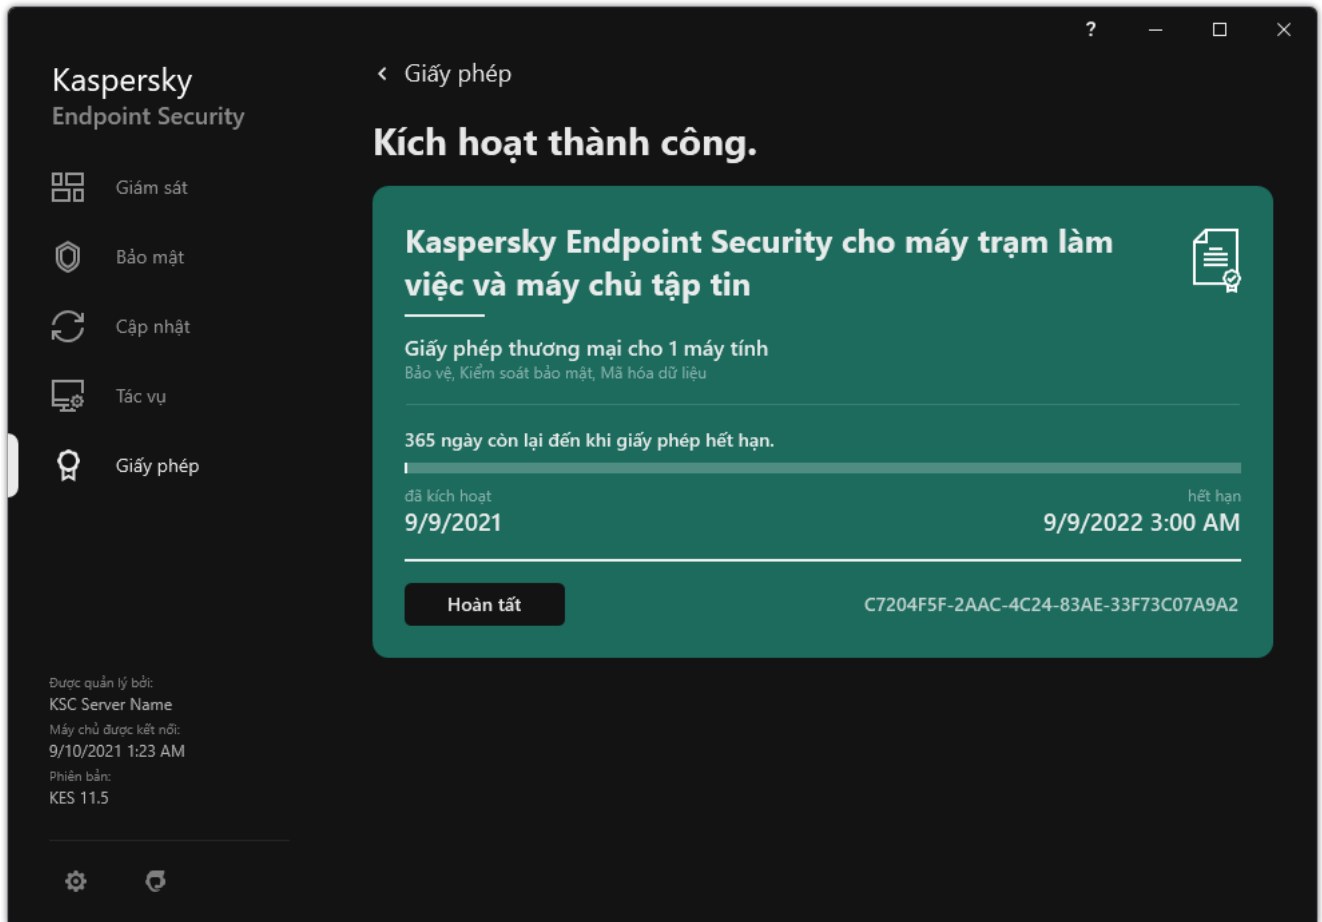 ?
Kaspersky
Endpoint Security
Giám sát
Bảo mật
Cập nhật
Tác vụ
Giấy phép
Được quản lý bởi:
KSC Server Name
Máy chủ được kết nối:
9/10/2021 1:23 AM
Phiên bản:
KES 11.5
Giấy phép
Kích hoạt thành công.
Kaspersky Endpoint Security cho máy trạm làm
việc và máy chủ tập tin
Giấy phép thương mại cho 1 máy tính
Bảo vệ, Kiểm soát bảo mật, Mã hóa dữ liệu
365 ngày còn lại đến khi giấy phép hết hạn.
đã kích hoạt hết hạn
9/9/2021 9/9/2022 3:00 AM
Hoàn tất C7204F5F-2AAC-4C24-83AE-33F73C07A9A2